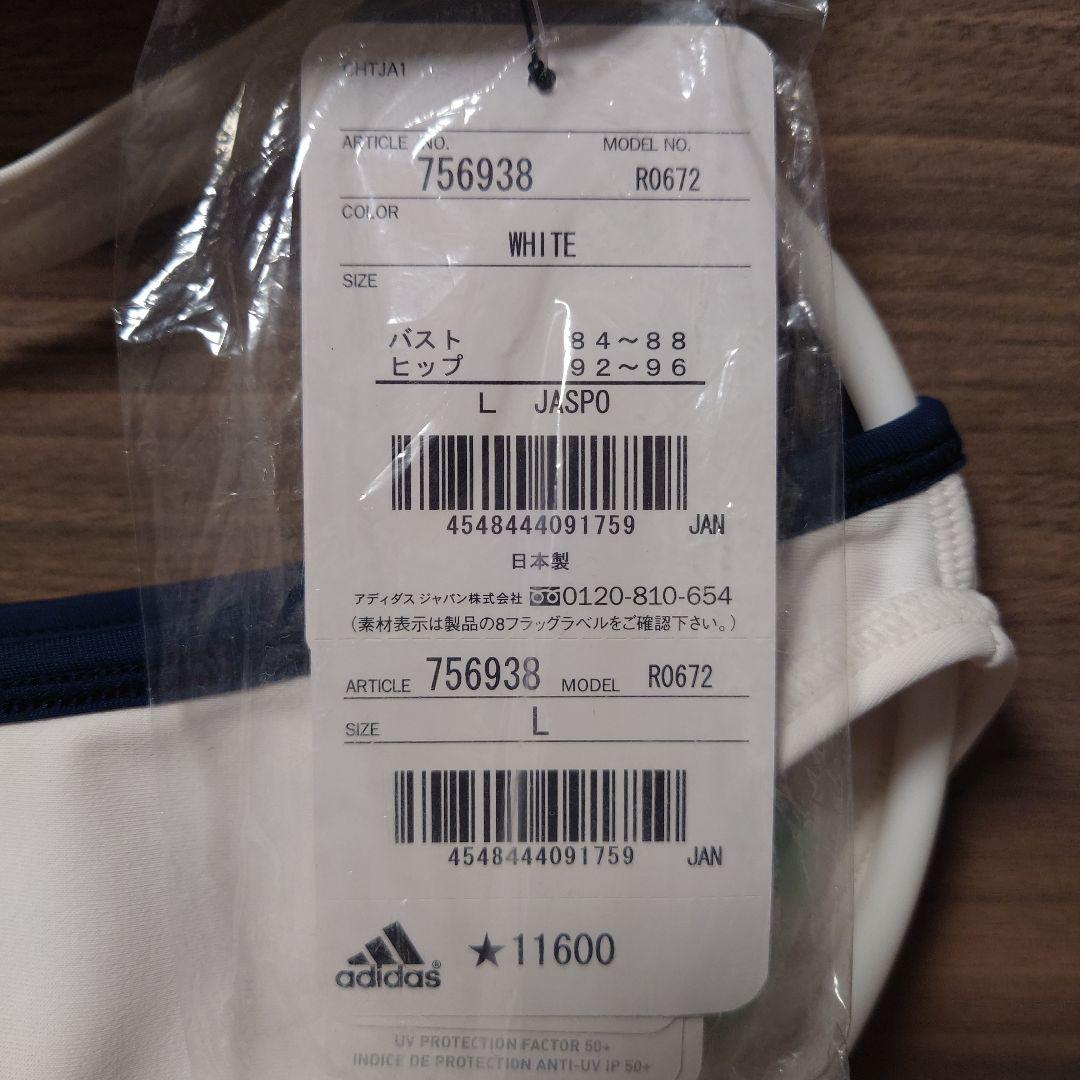 CHTJA1
ARTICLE NO. MODEL NO.
756938 R0672
COLOR
WHITE
SIZE
バスト 84～88
ヒップ 92～96
L JASPO
4548444091759 JAN
日本製
アディダス ジャパン株式会社 0120-810-654
(素材表示は製品の8フラッグラベルをご確認下さい。)
ARTICLE 756938 MODEL R0672
SIZE L
4548444091759 JAN
adidas® ★11600
UV PROTECTION FACTOR 50+
INDICE DE PROTECTION ANTI-UV IP 50+